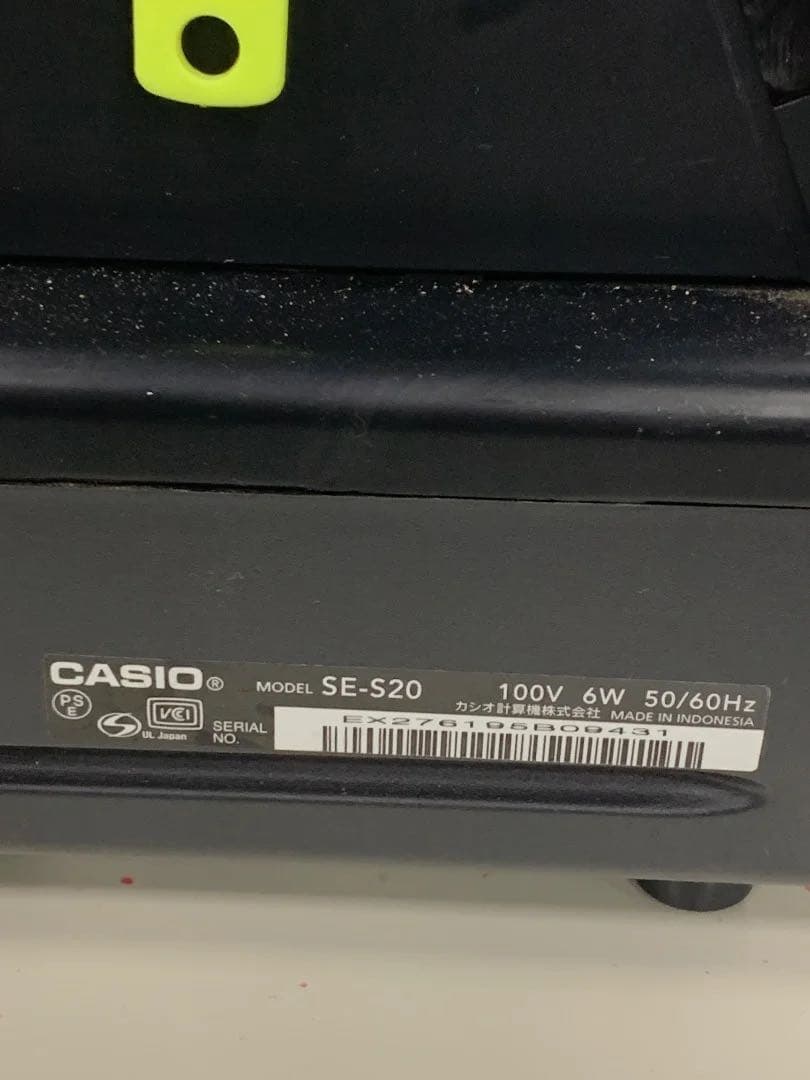 CASIO® MODEL SE-S20 100V 6W 50/60Hz
PS E VCI カシオ計算機株式会社 MADE IN INDONESIA
UL Japan SERIAL NO. EX276195B09431